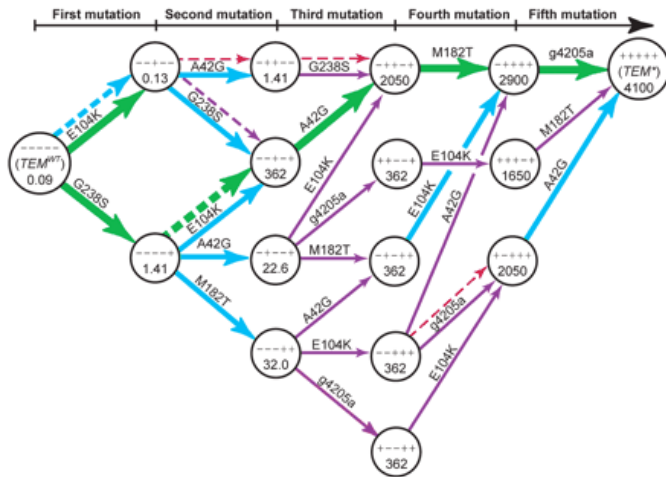 First mutation
Second mutation
Third mutation
Fourth mutation
Fifth mutation
−−−−−
(TEM^WT)
0.09
E104K
G238S
0.13
1.41
A42G
G238S
E104K
A42G
M182T
1.41
362
22.6
−−−++
32.0
G238S
A42G
E104K
g4205a
M182T
A42G
E104K
g4205a
2050
362
362
362
+−−++
362
M182T
E104K
E104K
A42G
g4205a
E104K
2900
1650
2050
g4205a
M182T
A42G
+++++
(TEM*)
4100